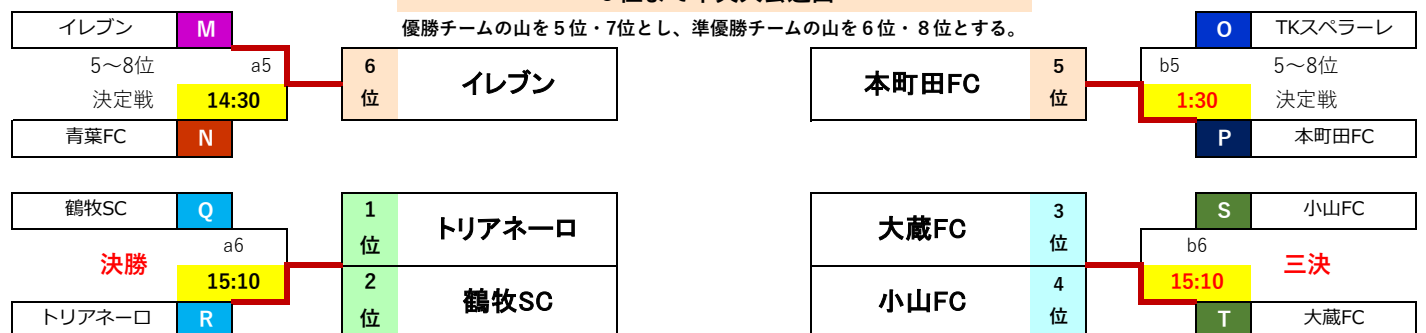 優勝チームの山を５位・7位とし、準優勝チームの山を６位・８位とする。
イレブン M
5～8位 a5
決定戦 14:30
青葉FC N
6位 イレブン
本町田FC 5位
O TKスペラーレ
b5 5～8位
1:30 決定戦
P 本町田FC
鶴牧SC Q
a6
決勝 15:10
トリアネーロ R
1位 トリアネーロ
2位 鶴牧SC
大蔵FC 3位
小山FC 4位
S 小山FC
b6
15:10 三決
T 大蔵FC